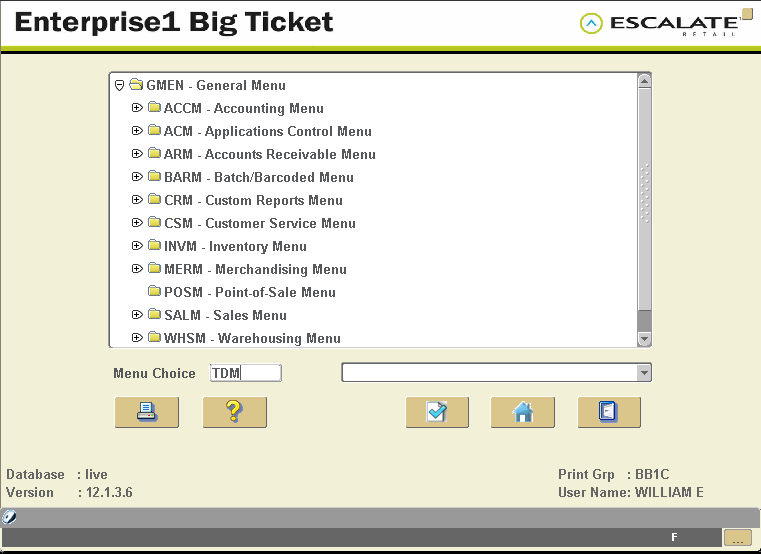 Enterprise1 Big Ticket
ESCALATE
RETAIL
GMEN - General Menu
ACCM - Accounting Menu
ACM - Applications Control Menu
ARM - Accounts Receivable Menu
BARM - Batch/Barcoded Menu
CRM - Custom Reports Menu
CSM - Customer Service Menu
INVM - Inventory Menu
MERM - Merchandising Menu
POSM - Point-of-Sale Menu
SALM - Sales Menu
WHSM - Warehousing Menu
Menu Choice TDM
Database : live
Print Grp : BB1C
Version : 12.1.3.6
User Name: WILLIAM E
F
...